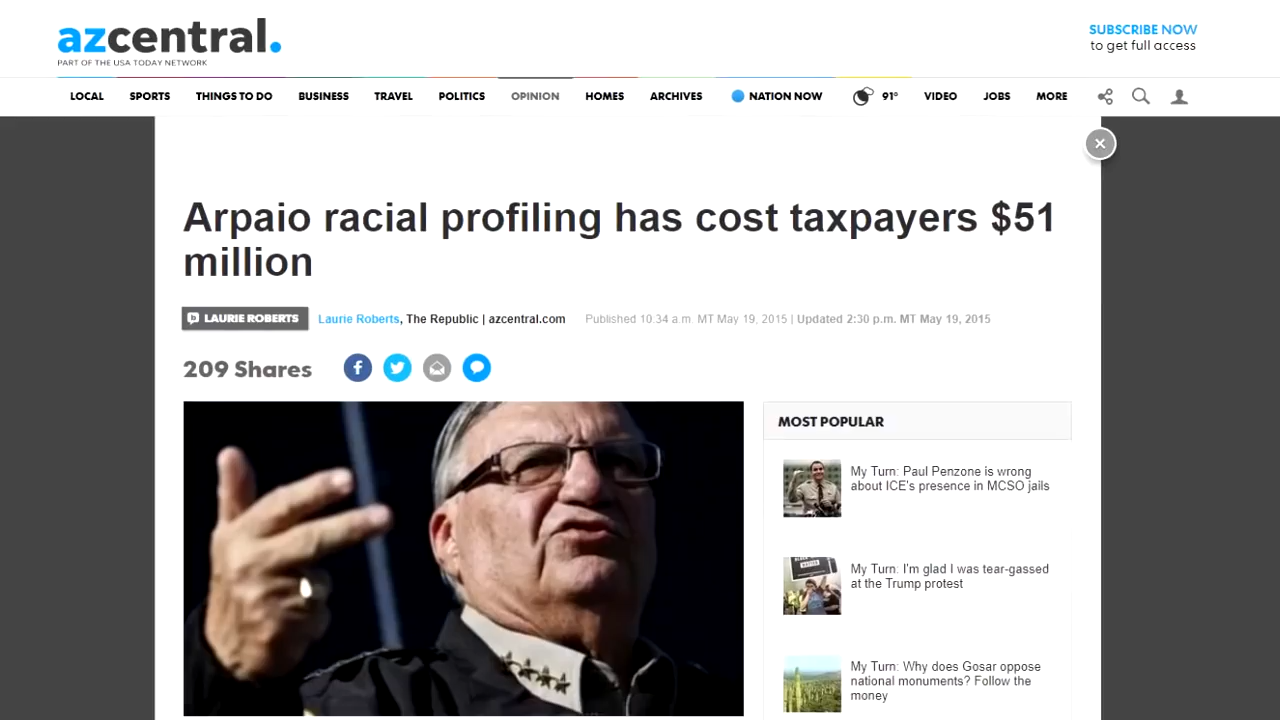 azcentral.
PART OF THE USA TODAY NETWORK
SUBSCRIBE NOW
to get full access
LOCAL SPORTS THINGS TO DO BUSINESS TRAVEL POLITICS OPINION HOMES ARCHIVES NATION NOW 91° VIDEO JOBS MORE
Arpaio racial profiling has cost taxpayers $51
million
LAURIE ROBERTS Laurie Roberts, The Republic | azcentral.com Published 10:34 a.m. MT May 19, 2015 | Updated 2:30 p.m. MT May 19, 2015
209 Shares
MOST POPULAR
My Turn: Paul Penzone is wrong
about ICE's presence in MCSO jails
My Turn: I'm glad I was tear-gassed
at the Trump protest
My Turn: Why does Gosar oppose
national monuments? Follow the
money